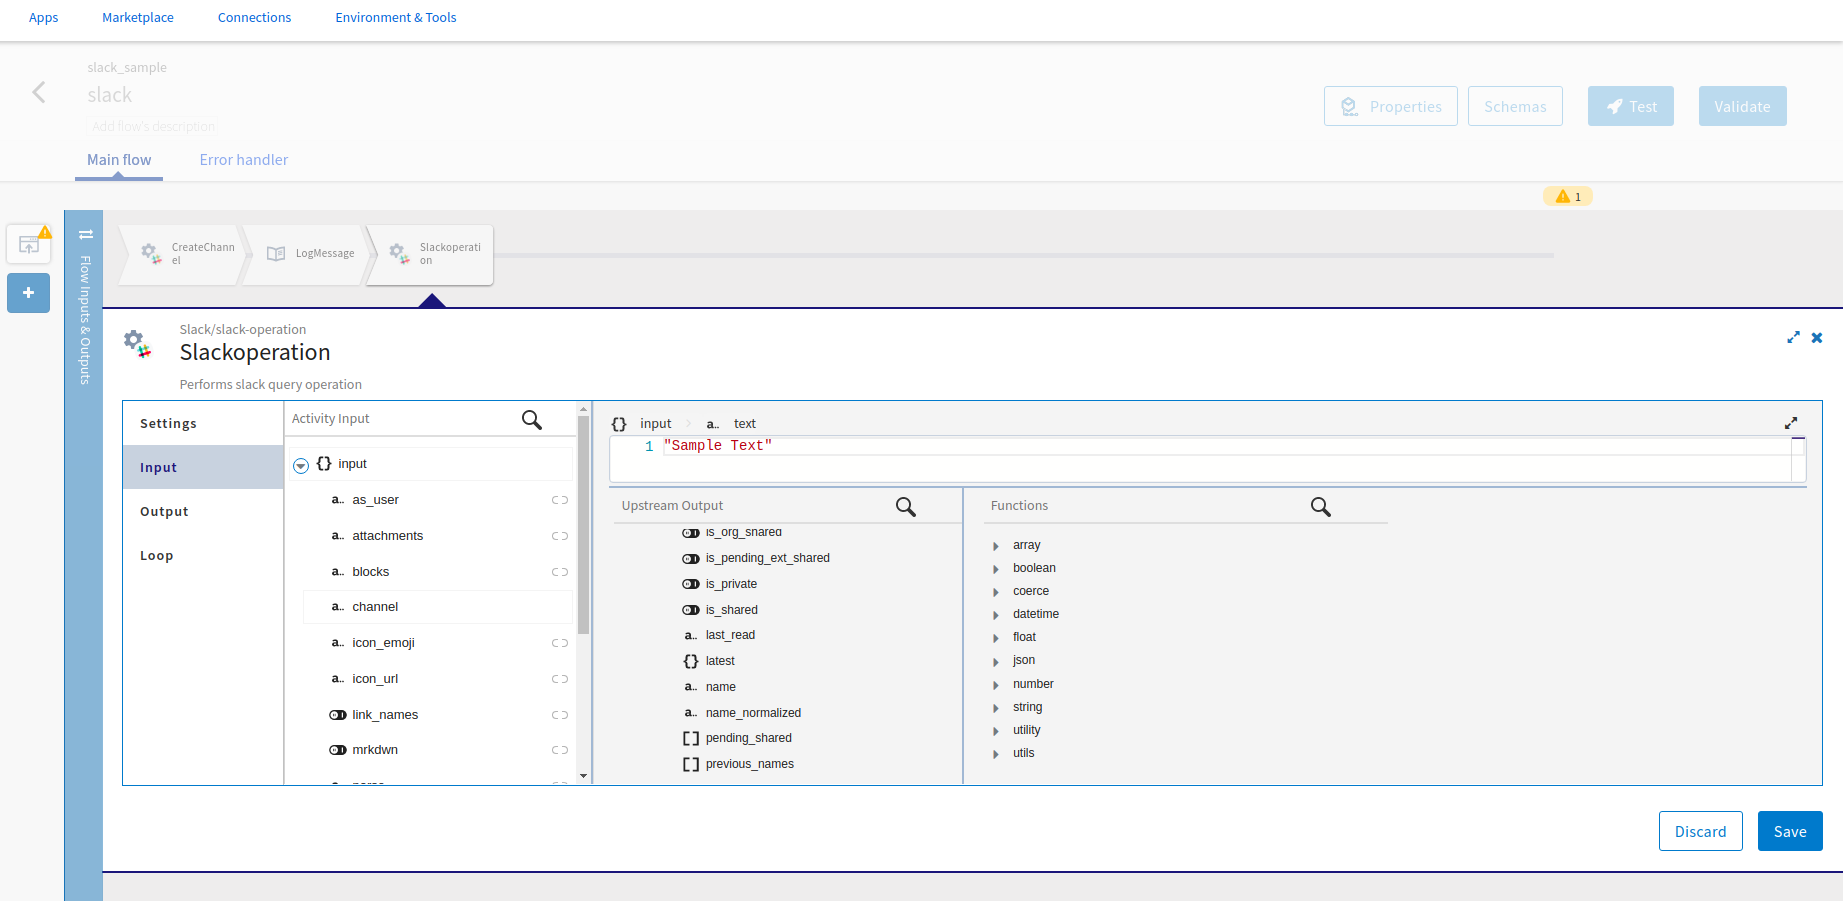 Apps Marketplace Connections Environment & Tools
slack_sample
slack
Add flow's description
Properties Schemas Test Validate
Main flow Error handler
1
Flow Inputs & Outputs
CreateChann
el
LogMessage
Slackoperati
on
Slack/slack-operation
Slackoperation
Performs slack query operation
Settings
Input
Output
Loop
Activity Input
{} input
a.. as_user
a.. attachments
a.. blocks
a.. channel
a.. icon_emoji
a.. icon_url
link_names
mrkdwn
{} input a.. text
1 "Sample Text"
Upstream Output
is_org_shared
is_pending_ext_shared
is_private
is_shared
a.. last_read
{} latest
a.. name
a.. name_normalized
[] pending_shared
[] previous_names
Functions
array
boolean
coerce
datetime
float
json
number
string
utility
utils
Discard Save